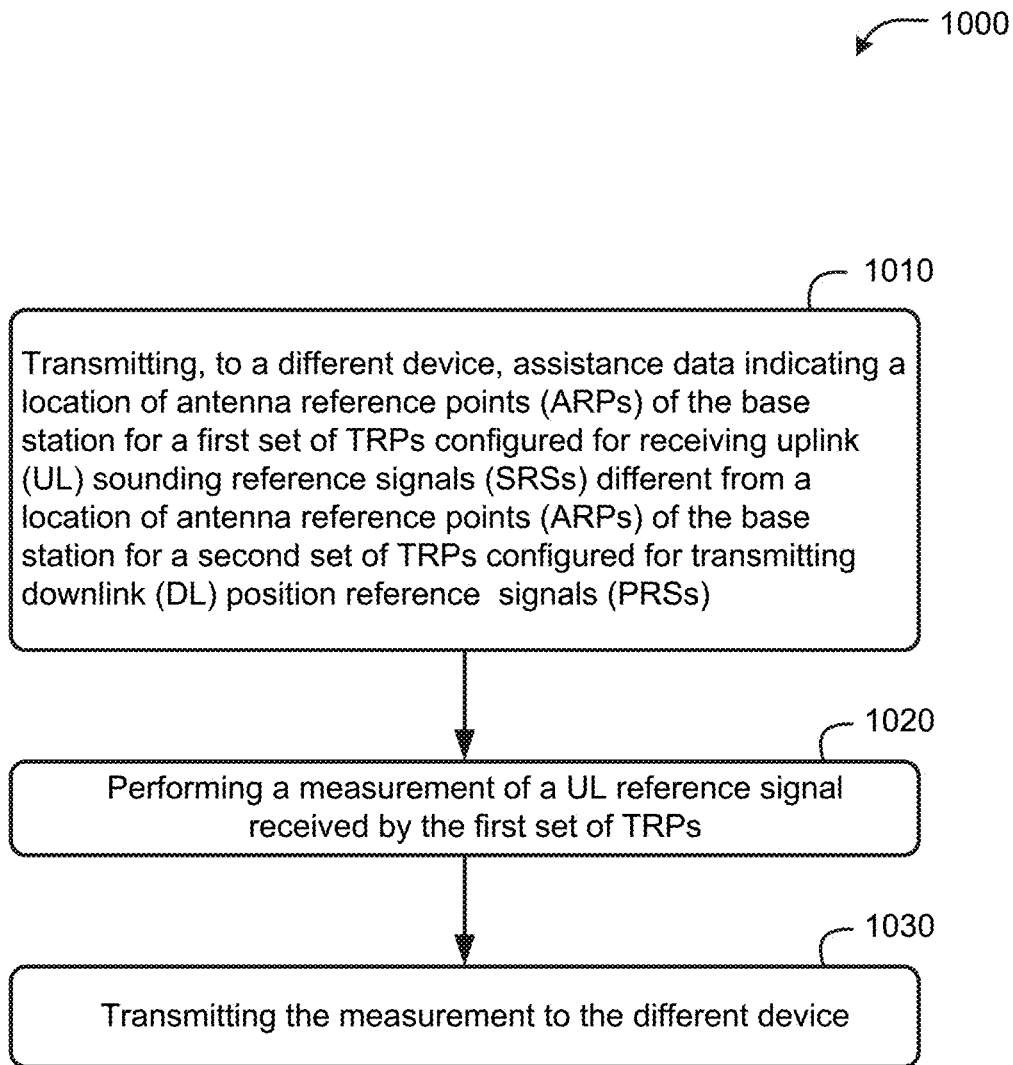 1000
1010
Transmitting, to a different device, assistance data indicating a
location of antenna reference points (ARPs) of the base
station for a first set of TRPs configured for receiving uplink
(UL) sounding reference signals (SRSs) different from a
location of antenna reference points (ARPs) of the base
station for a second set of TRPs configured for transmitting
downlink (DL) position reference signals (PRSs)
1020
Performing a measurement of a UL reference signal
received by the first set of TRPs
1030
Transmitting the measurement to the different device